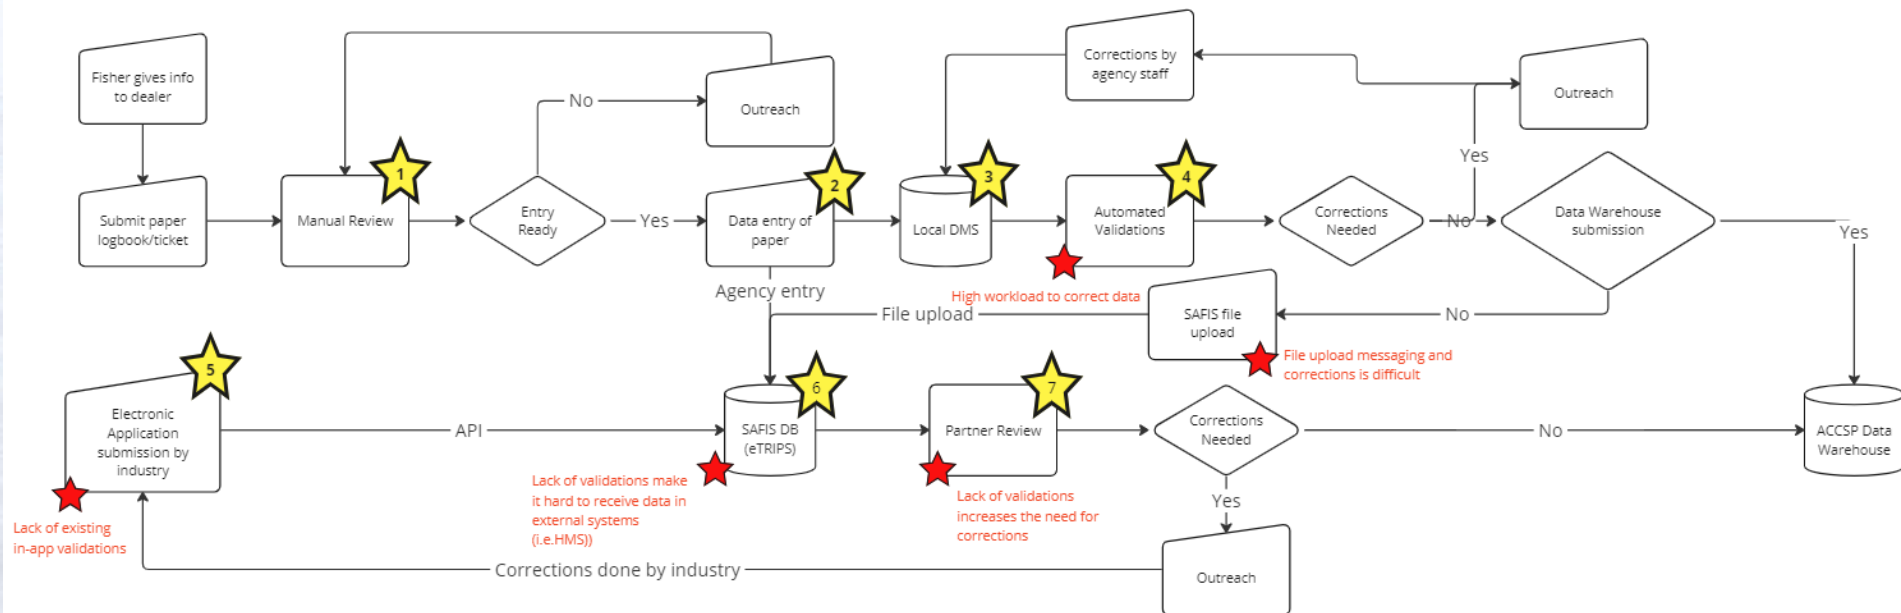 Fisher gives info
to dealer
Submit paper
logbook/ticket
1
Manual Review
Entry
Ready
No
Outreach
Yes
2
Data entry of
paper
Agency entry
3
Local DMS
4
Automated
Validations
High workload to correct data
Corrections by
agency staff
Corrections
Needed
Yes
No
Outreach
Data Warehouse
submission
Yes
No
SAFIS file
upload
File upload messaging and
corrections is difficult
File upload
5
Electronic
Application
submission by
industry
Lack of existing
in-app validations
API
6
SAFIS DB
(eTRIPS)
Lack of validations make
it hard to receive data in
external systems
(i.e.HMS))
7
Partner Review
Lack of validations
increases the need for
corrections
Corrections
Needed
No
Yes
Outreach
Corrections done by industry
ACCSP Data
Warehouse